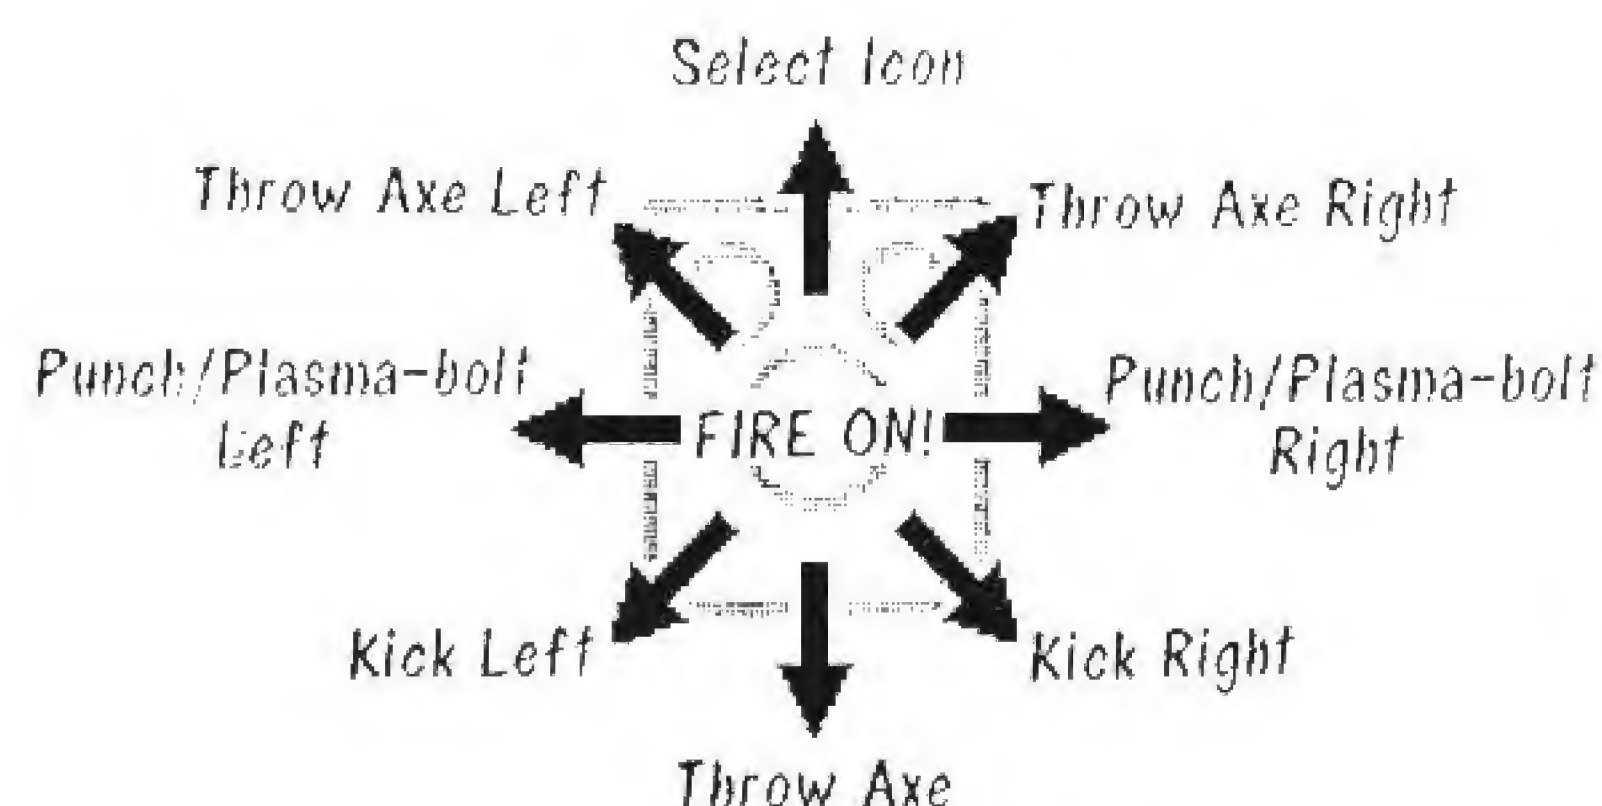 Select Icon
Throw Axe Left
Throw Axe Right
Punch/Plasma-bolt
Left
Punch/Plasma-bolt
Right
FIRE ON!
Kick Left
Kick Right
Throw Axe